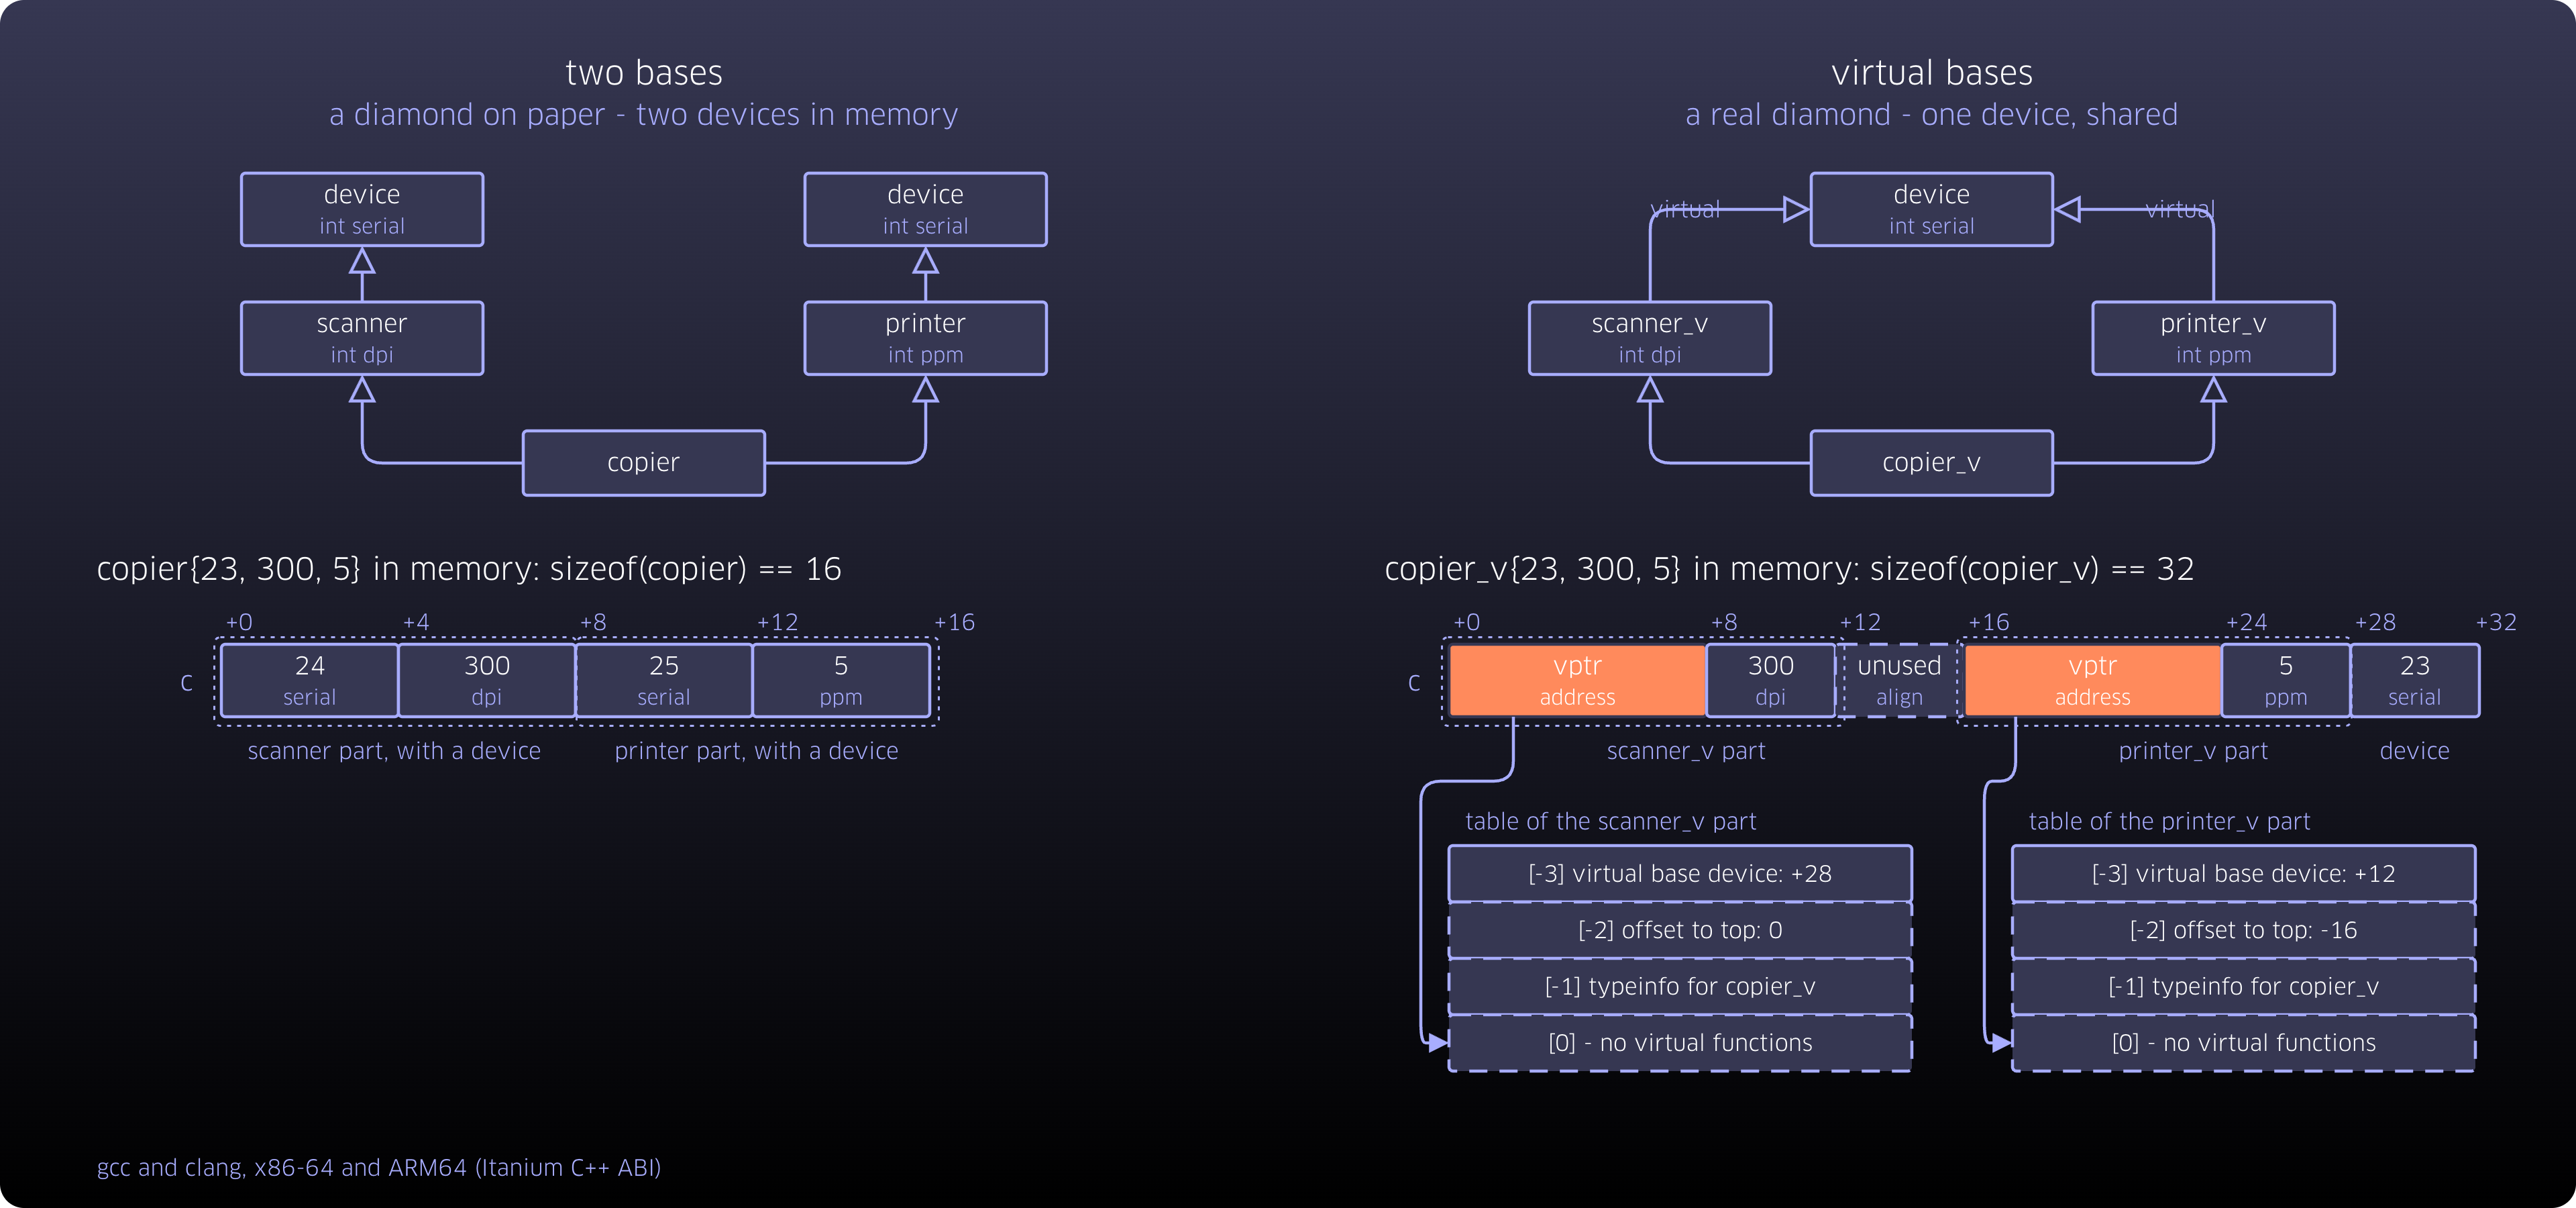 two bases
a diamond on paper - two devices in memory
device
int serial
device
int serial
scanner
int dpi
printer
int ppm
copier
copier{23, 300, 5} in memory: sizeof(copier) == 16
+0 +4 +8 +12 +16
c
24
serial
300
dpi
25
serial
5
ppm
scanner part, with a device
printer part, with a device
virtual bases
a real diamond - one device, shared
virtual
device
int serial
virtual
scanner_v
int dpi
printer_v
int ppm
copier_v
copier_v{23, 300, 5} in memory: sizeof(copier_v) == 32
+0 +8 +12 +16 +24 +28 +32
c
vptr
address
300
dpi
unused
align
vptr
address
5
ppm
23
serial
scanner_v part
printer_v part
device
table of the scanner_v part
[-3] virtual base device: +28
[-2] offset to top: 0
[-1] typeinfo for copier_v
[0] - no virtual functions
table of the printer_v part
[-3] virtual base device: +12
[-2] offset to top: -16
[-1] typeinfo for copier_v
[0] - no virtual functions
gcc and clang, x86-64 and ARM64 (Itanium C++ ABI)